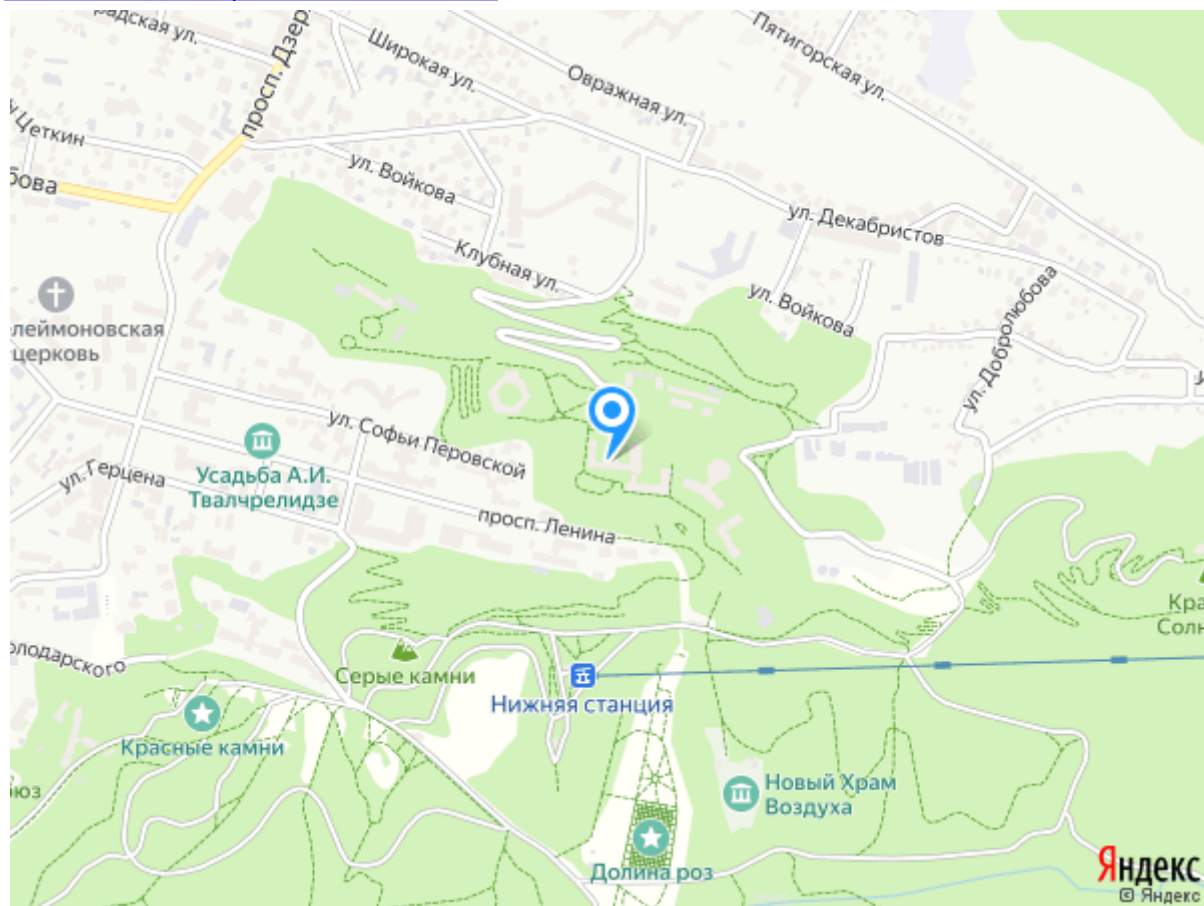 радская ул.
просп. Дзер
Широкая ул.
Овражная ул.
Пятигорская ул.
Цеткин
бова
ул. Войкова
ул. Декабристов
Клубная ул.
ул. Войкова
ул. Добролюбова
леймоновская
церковь
ул. Софьи Перовской
Усадьба А.И.
Твалчрелидзе
ул. Герцена
просп. Ленина
Кра
Солн
олодарского
Серые камни
Нижняя станция
Красные камни
юз
Новый Храм
Воздуха
Долина роз
Яндекс
© Яндекс